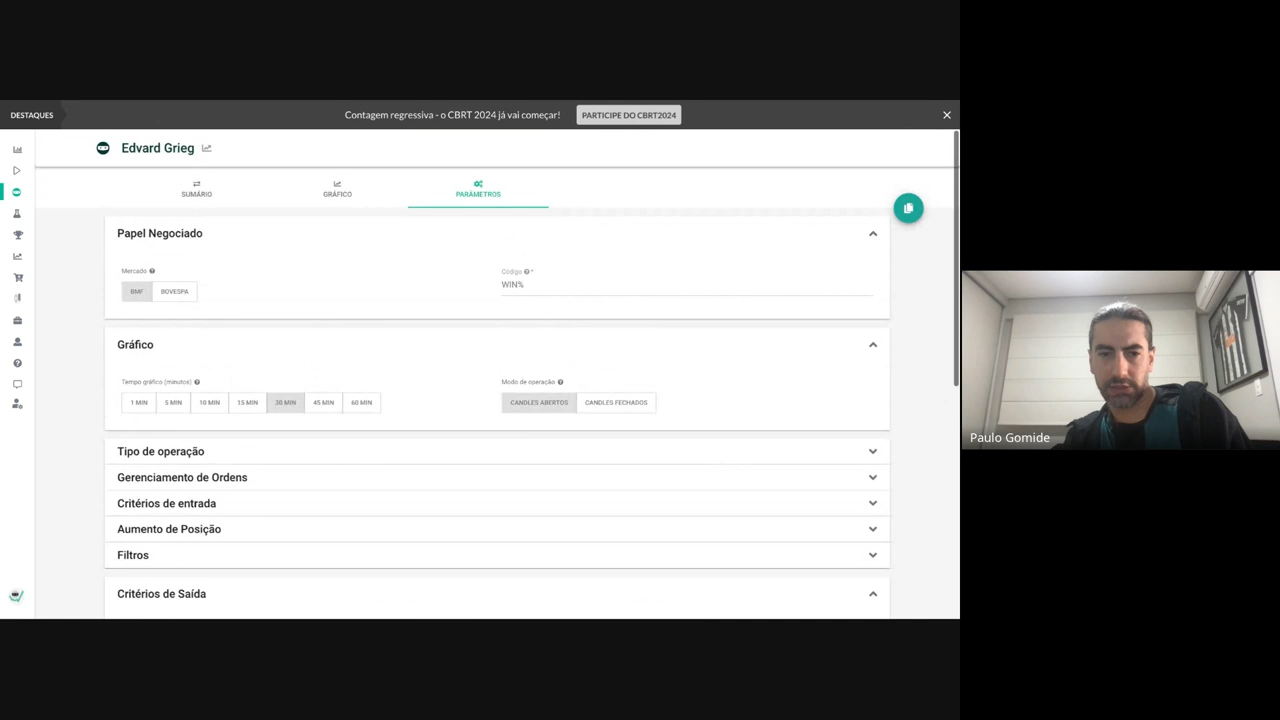 DESTAQUES
Contagem regressiva - o CBRT 2024 já vai começar!
PARTICIPE DO CBRT2024
Edvard Grieg
SUMÁRIO
GRÁFICO
PARÂMETROS
Papel Negociado
Mercado
Código *
BMF
BOVESPA
WIN%
Gráfico
Tempo gráfico (minutos)
Modo de operação
1 MIN
5 MIN
10 MIN
15 MIN
30 MIN
45 MIN
60 MIN
CANDLES ABERTOS
CANDLES FECHADOS
Tipo de operação
Gerenciamento de Ordens
Critérios de entrada
Aumento de Posição
Filtros
Critérios de Saída
Paulo Gomide